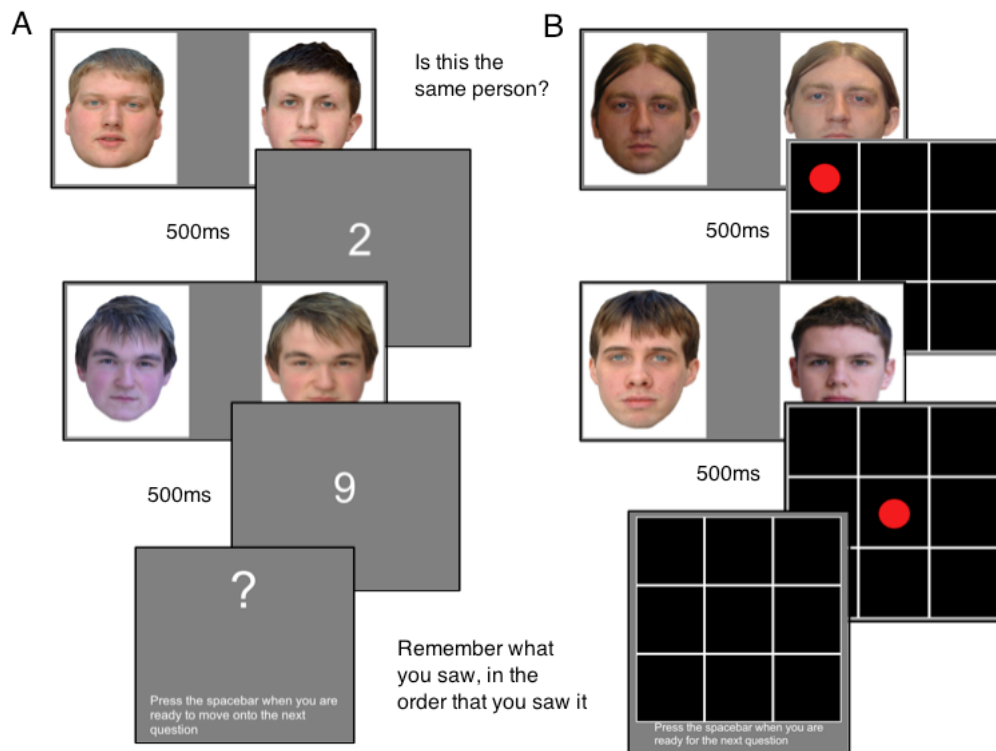 A
Is this the
same person?
500ms
2
500ms
9
?
Press the spacebar when you are
ready to move onto the next
question
Remember what
you saw, in the
order that you saw it
B
500ms
500ms
Press the spacebar when you are
ready for the next question